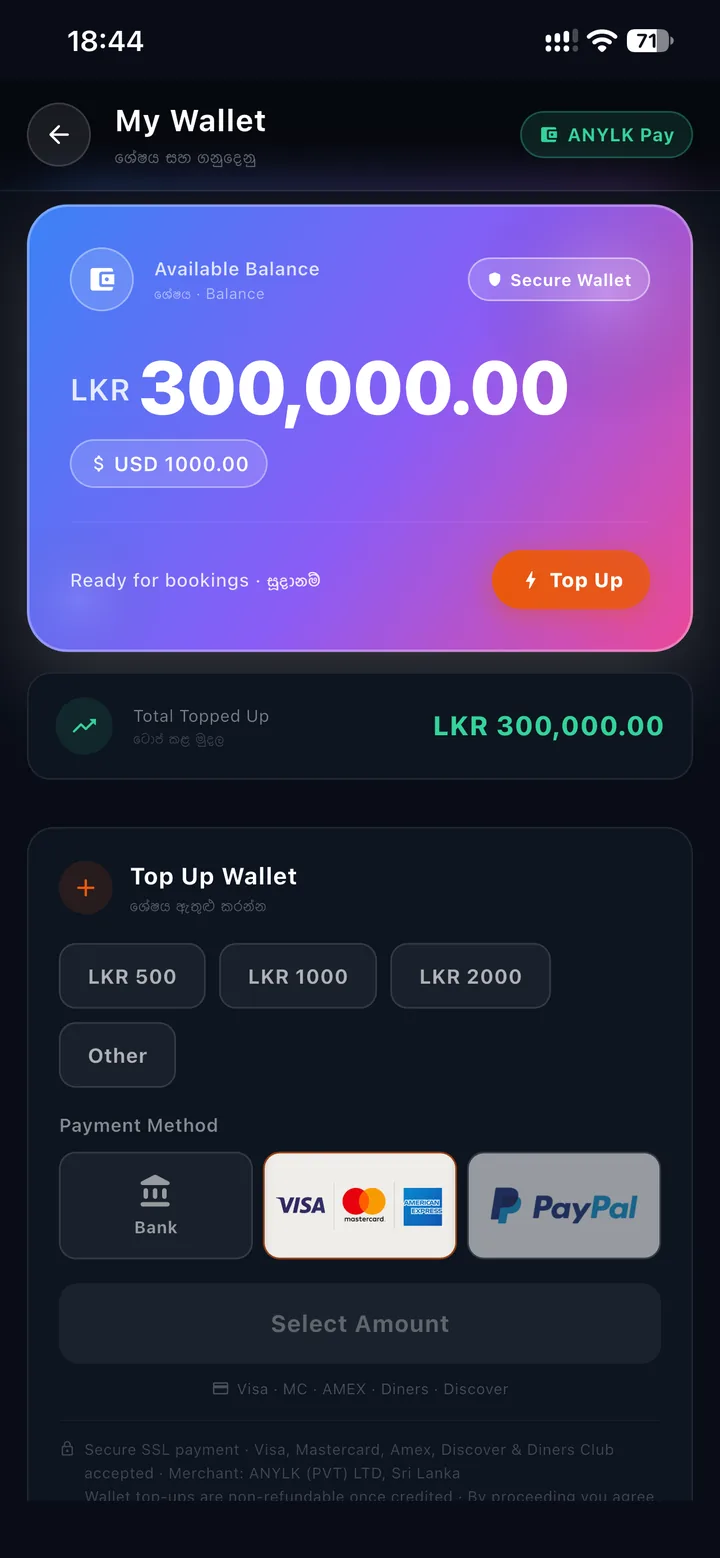 18:44
71
My Wallet
ශේෂය සහ ගනුදෙනු
ANYLK Pay
Available Balance
ශේෂය · Balance
Secure Wallet
LKR 300,000.00
$ USD 1000.00
Ready for bookings · සූදානම්
Top Up
Total Topped Up
ටොප් කළ මුදල
LKR 300,000.00
Top Up Wallet
ශේෂය ඇතුළු කරන්න
LKR 500
LKR 1000
LKR 2000
Other
Payment Method
Bank
VISA
mastercard
AMERICAN EXPRESS
PayPal
Select Amount
Visa · MC · AMEX · Diners · Discover
Secure SSL payment · Visa, Mastercard, Amex, Discover & Diners Club
accepted · Merchant: ANYLK (PVT) LTD, Sri Lanka
Wallet top-ups are non-refundable once credited · By proceeding you agree